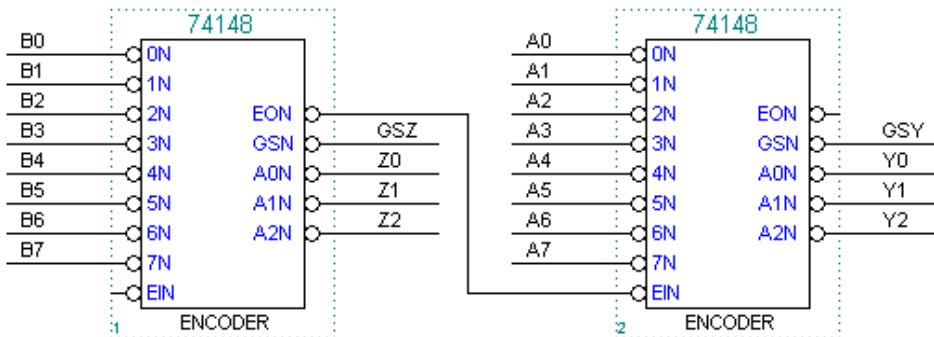 74148
B0
B1
B2
B3
B4
B5
B6
B7
0N
1N
2N
3N
4N
5N
6N
7N
EIN
EON
GSN
A0N
A1N
A2N
GSZ
Z0
Z1
Z2
1
ENCODER
74148
A0
A1
A2
A3
A4
A5
A6
A7
0N
1N
2N
3N
4N
5N
6N
7N
EIN
EON
GSN
A0N
A1N
A2N
GSY
Y0
Y1
Y2
2
ENCODER